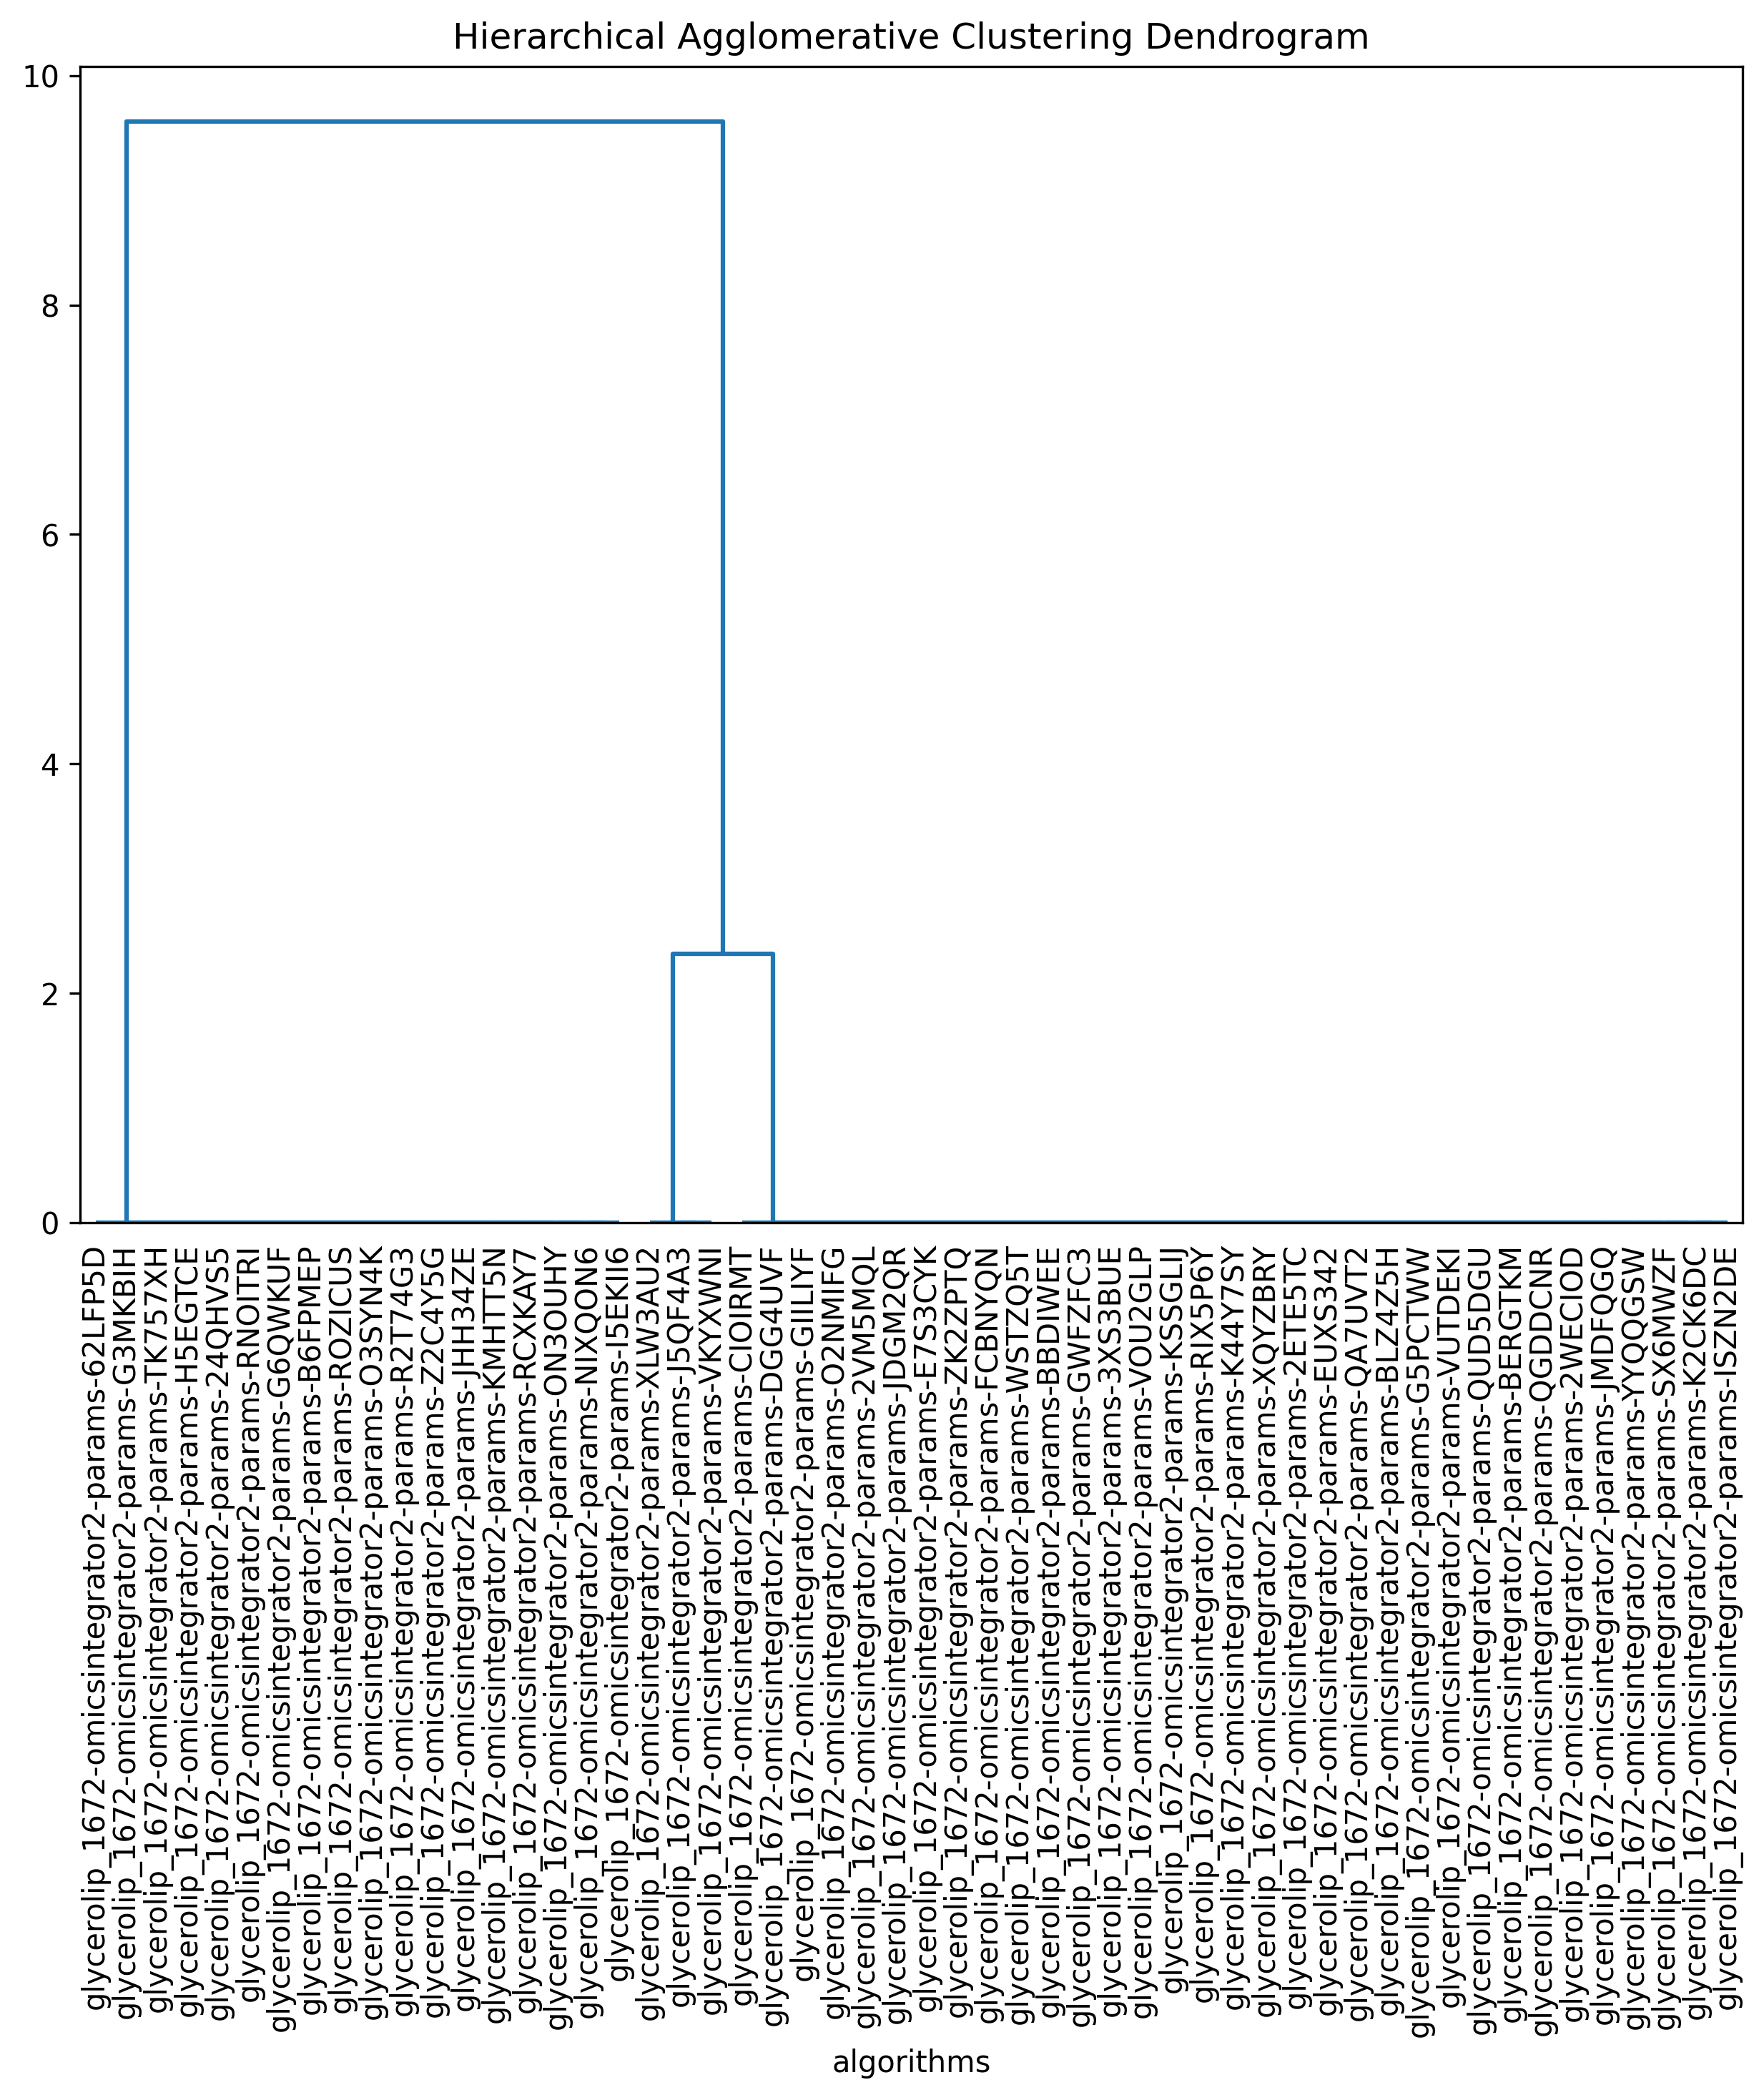 Hierarchical Agglomerative Clustering Dendrogram
10
8
6
4
2
0
glycerolip_1672-omicsintegrator2-params-62LFP5D
glycerolip_1672-omicsintegrator2-params-G3MKBIH
glycerolip_1672-omicsintegrator2-params-TK757XH
glycerolip_1672-omicsintegrator2-params-H5EGTCE
glycerolip_1672-omicsintegrator2-params-24QHVS5
glycerolip_1672-omicsintegrator2-params-RNOITRI
glycerolip_1672-omicsintegrator2-params-G6QWKUF
glycerolip_1672-omicsintegrator2-params-B6FPMEP
glycerolip_1672-omicsintegrator2-params-ROZICUS
glycerolip_1672-omicsintegrator2-params-O3SYN4K
glycerolip_1672-omicsintegrator2-params-R2T74G3
glycerolip_1672-omicsintegrator2-params-Z2C4Y5G
glycerolip_1672-omicsintegrator2-params-JHH34ZE
glycerolip_1672-omicsintegrator2-params-KMHTT5N
glycerolip_1672-omicsintegrator2-params-RCXKAY7
glycerolip_1672-omicsintegrator2-params-ON3OUHY
glycerolip_1672-omicsintegrator2-params-NIXQON6
glycerolip_1672-omicsintegrator2-params-I5EKII6
glycerolip_1672-omicsintegrator2-params-XLW3AU2
glycerolip_1672-omicsintegrator2-params-J5QF4A3
glycerolip_1672-omicsintegrator2-params-VKYXWNI
glycerolip_1672-omicsintegrator2-params-CIOIRMT
glycerolip_1672-omicsintegrator2-params-DGG4UVF
glycerolip_1672-omicsintegrator2-params-GIILIYF
glycerolip_1672-omicsintegrator2-params-O2NMIFG
glycerolip_1672-omicsintegrator2-params-2VM5MQL
glycerolip_1672-omicsintegrator2-params-JDGM2QR
glycerolip_1672-omicsintegrator2-params-E7S3CYK
glycerolip_1672-omicsintegrator2-params-ZK2ZPTQ
glycerolip_1672-omicsintegrator2-params-FCBNYQN
glycerolip_1672-omicsintegrator2-params-WSTZQ5T
glycerolip_1672-omicsintegrator2-params-BBDIWEE
glycerolip_1672-omicsintegrator2-params-GWFZFC3
glycerolip_1672-omicsintegrator2-params-3XS3BUE
glycerolip_1672-omicsintegrator2-params-VOU2GLP
glycerolip_1672-omicsintegrator2-params-KSSGLIJ
glycerolip_1672-omicsintegrator2-params-RIX5P6Y
glycerolip_1672-omicsintegrator2-params-K44Y7SY
glycerolip_1672-omicsintegrator2-params-XQYZBRY
glycerolip_1672-omicsintegrator2-params-2ETE5TC
glycerolip_1672-omicsintegrator2-params-EUXS342
glycerolip_1672-omicsintegrator2-params-QA7UVT2
glycerolip_1672-omicsintegrator2-params-BLZ4Z5H
glycerolip_1672-omicsintegrator2-params-G5PCTWW
glycerolip_1672-omicsintegrator2-params-VUTDEKI
glycerolip_1672-omicsintegrator2-params-QUD5DGU
glycerolip_1672-omicsintegrator2-params-BERGTKM
glycerolip_1672-omicsintegrator2-params-QGDDCNR
glycerolip_1672-omicsintegrator2-params-2WECIOD
glycerolip_1672-omicsintegrator2-params-JMDFQGQ
glycerolip_1672-omicsintegrator2-params-YYQQGSW
glycerolip_1672-omicsintegrator2-params-SX6MWZF
glycerolip_1672-omicsintegrator2-params-K2CK6DC
glycerolip_1672-omicsintegrator2-params-ISZN2DE
algorithms